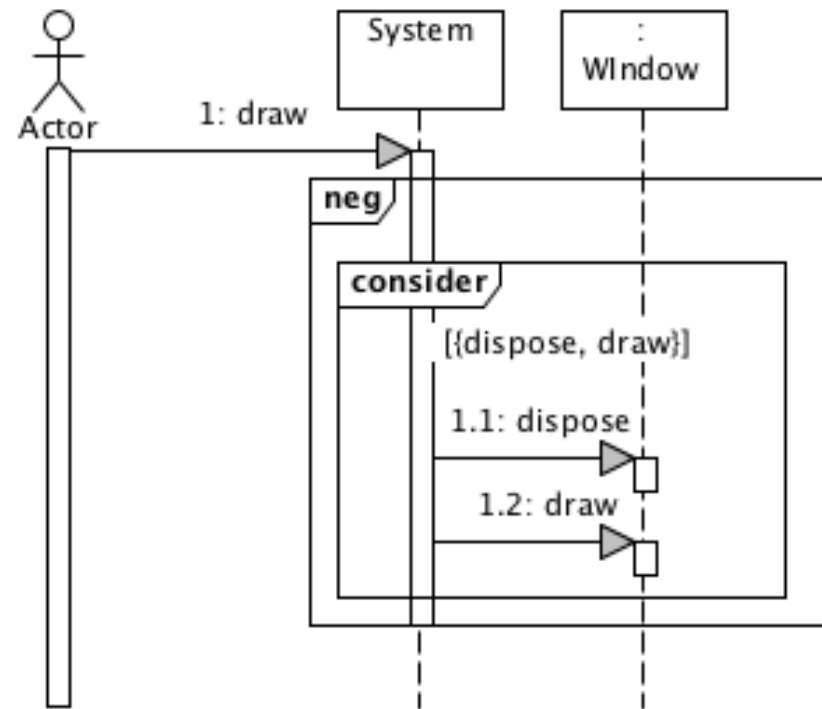 System
:
WIndow
Actor
1: draw
neg
consider
[{dispose, draw}]
1.1: dispose
1.2: draw